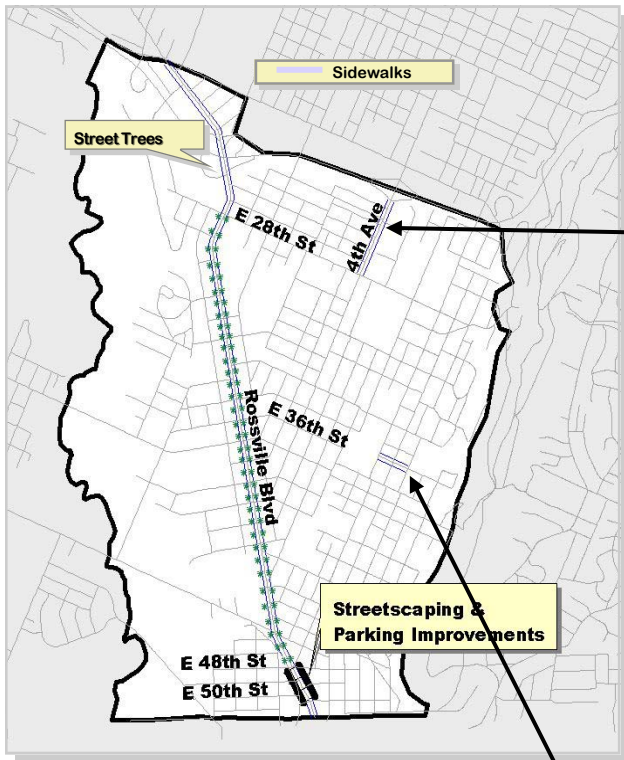 Sidewalks
Street Trees
E 28th St
4th Ave
Rossville Blvd
E 36th St
Streetscaping &
Parking Improvements
E 48th St
E 50th St